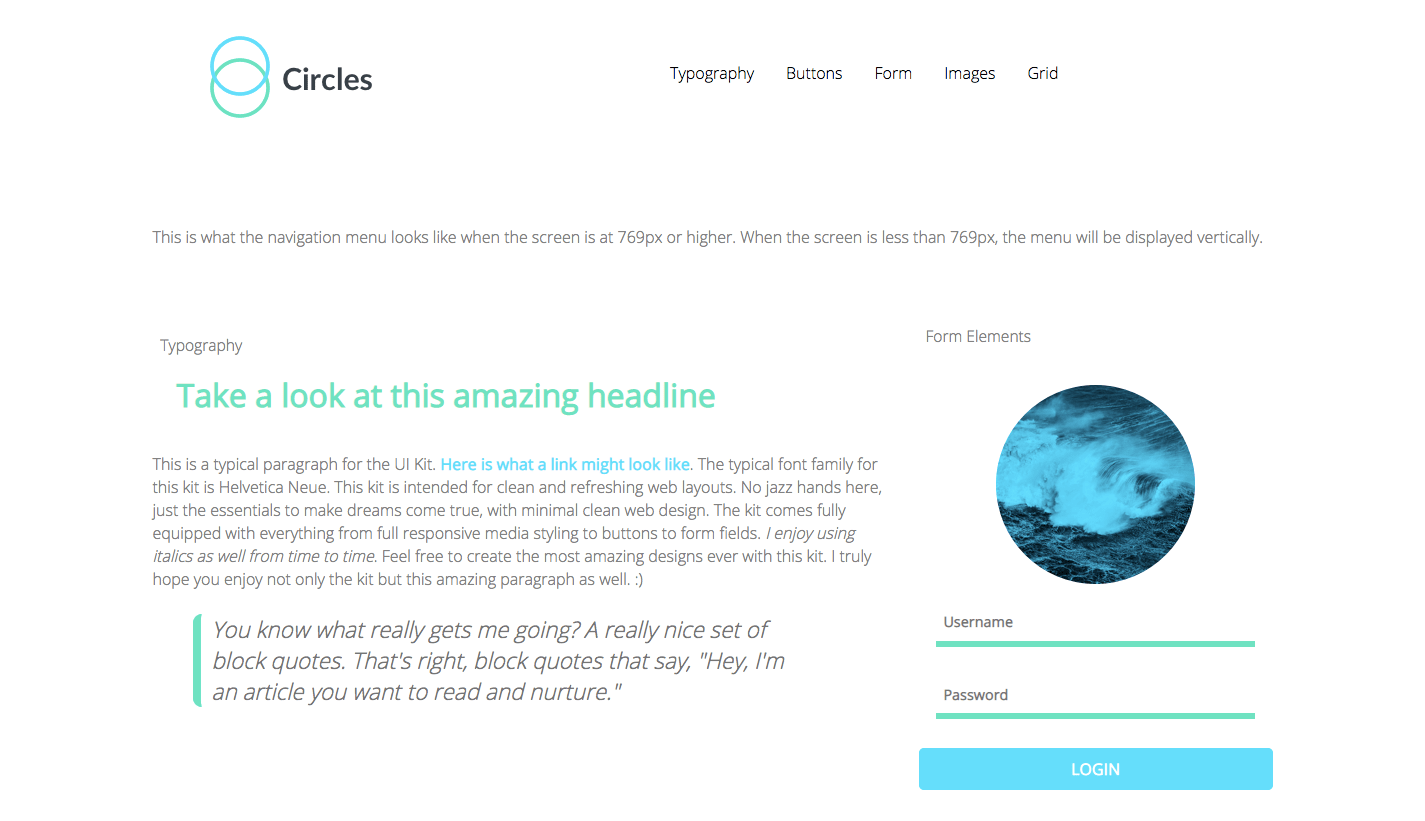 Circles
Typography Buttons Form Images Grid
This is what the navigation menu looks like when the screen is at 769px or higher. When the screen is less than 769px, the menu will be displayed vertically.
Typography
Take a look at this amazing headline
This is a typical paragraph for the UI Kit. Here is what a link might look like. The typical font family for
this kit is Helvetica Neue. This kit is intended for clean and refreshing web layouts. No jazz hands here,
just the essentials to make dreams come true, with minimal clean web design. The kit comes fully
equipped with everything from full responsive media styling to buttons to form fields. I enjoy using
italics as well from time to time. Feel free to create the most amazing designs ever with this kit. I truly
hope you enjoy not only the kit but this amazing paragraph as well. :)
You know what really gets me going? A really nice set of
block quotes. That's right, block quotes that say, "Hey, I'm
an article you want to read and nurture."
Form Elements
Username
Password
LOGIN